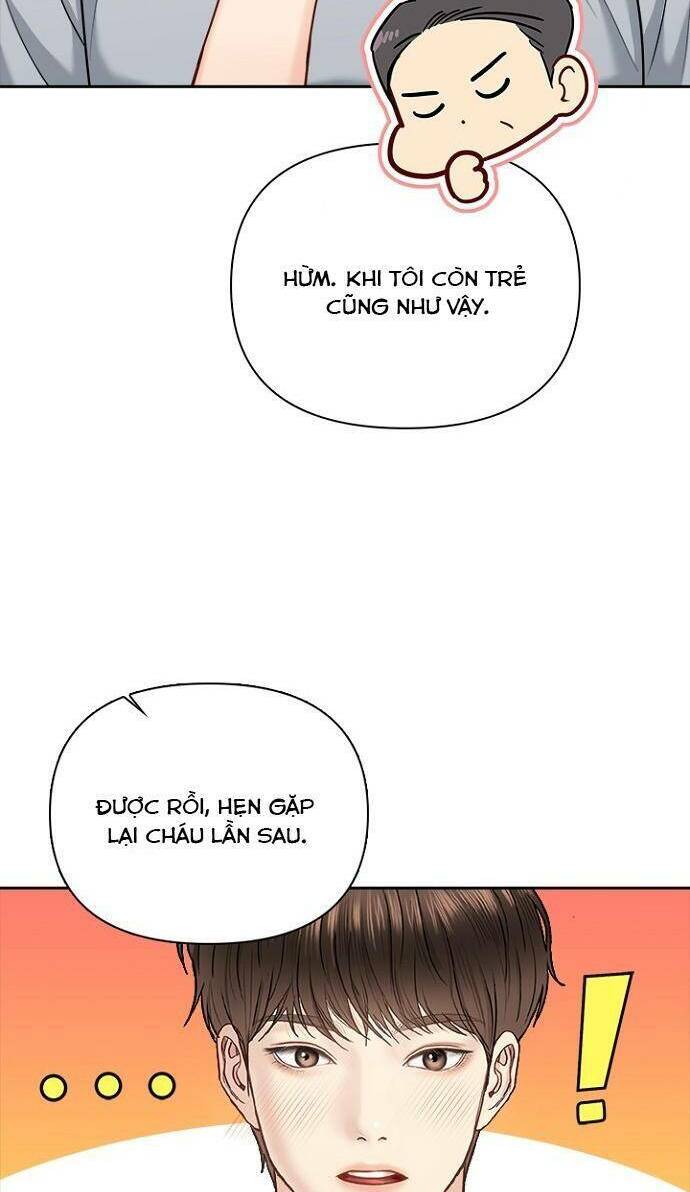 HỪM. KHI TÔI CÒN TRẺ
CŨNG NHƯ VẬY.
ĐƯỢC RỒI, HẸN GẶP
LẠI CHÁU LẦN SAU.
...!